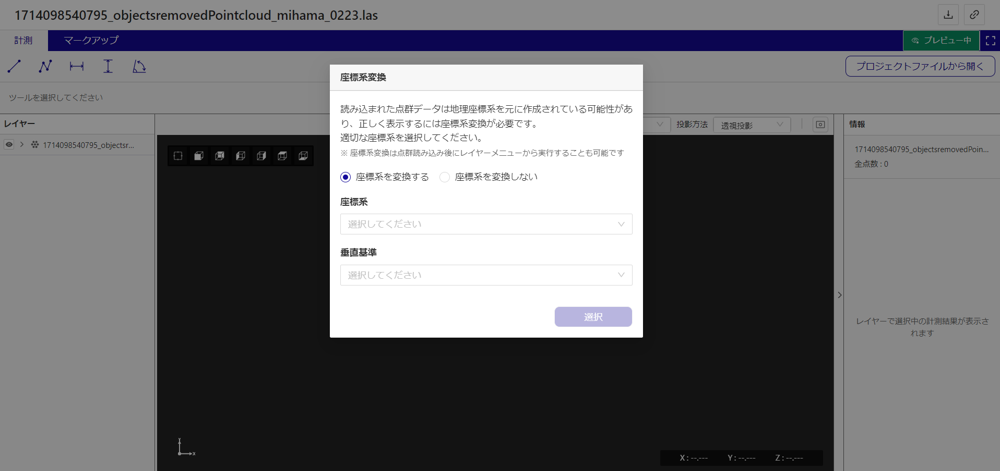 1714098540795_objectsremovedPointcloud_mihama_0223.las
計測
マークアップ
プレビュー中
プロジェクトファイルから開く
ツールを選択してください
レイヤー
投影方法
透視投影
情報
1714098540795_objectsr...
1714098540795_objectsremovedPoin...
全点数 : 0
座標系変換
読み込まれた点群データは地理座標系を元に作成されている可能性があ
り、正しく表示するには座標系変換が必要です。
適切な座標系を選択してください。
※ 座標系変換は点群読み込み後にレイヤーメニューから実行することも可能です
座標系を変換する
座標系を変換しない
座標系
選択してください
垂直基準
選択してください
選択
レイヤーで選択中の計測結果が表示さ
れます
Y
X
X : --.---
Y : --.---
Z : --.---